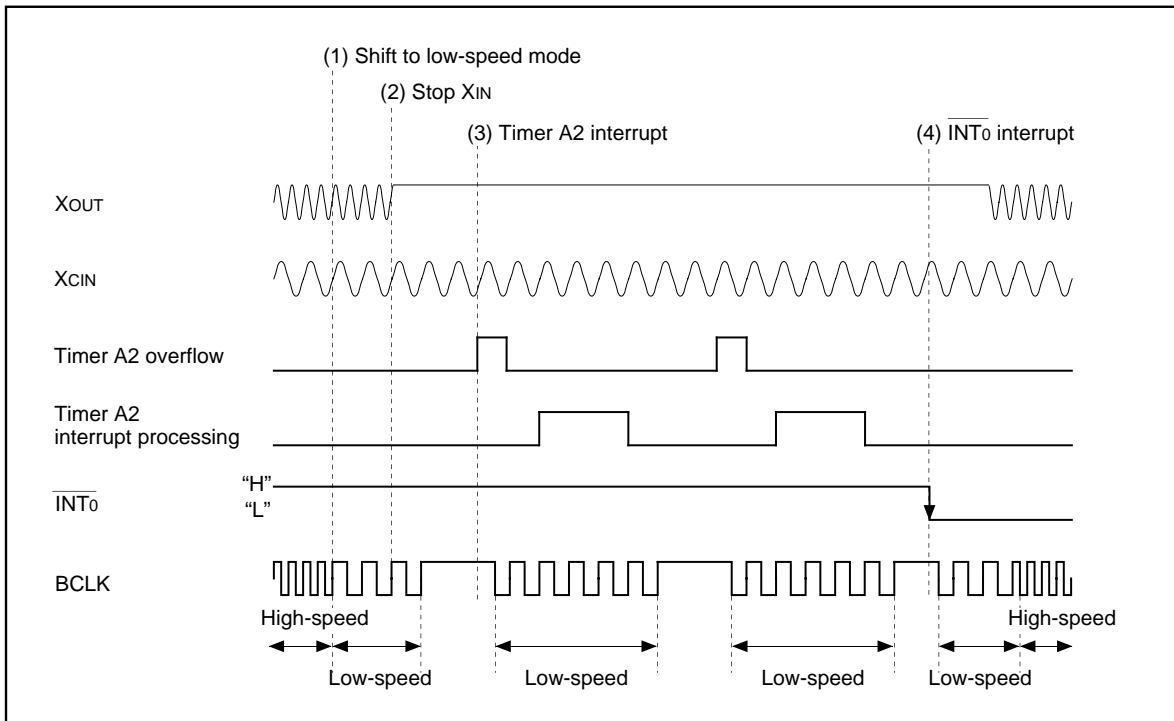 (1) Shift to low-speed mode
(2) Stop XIN
(3) Timer A2 interrupt
(4) INT0 interrupt
XOUT
XCIN
Timer A2 overflow
Timer A2
interrupt processing
“H”
INT0
“L”
BCLK
High-speed
High-speed
Low-speed
Low-speed
Low-speed
Low-speed